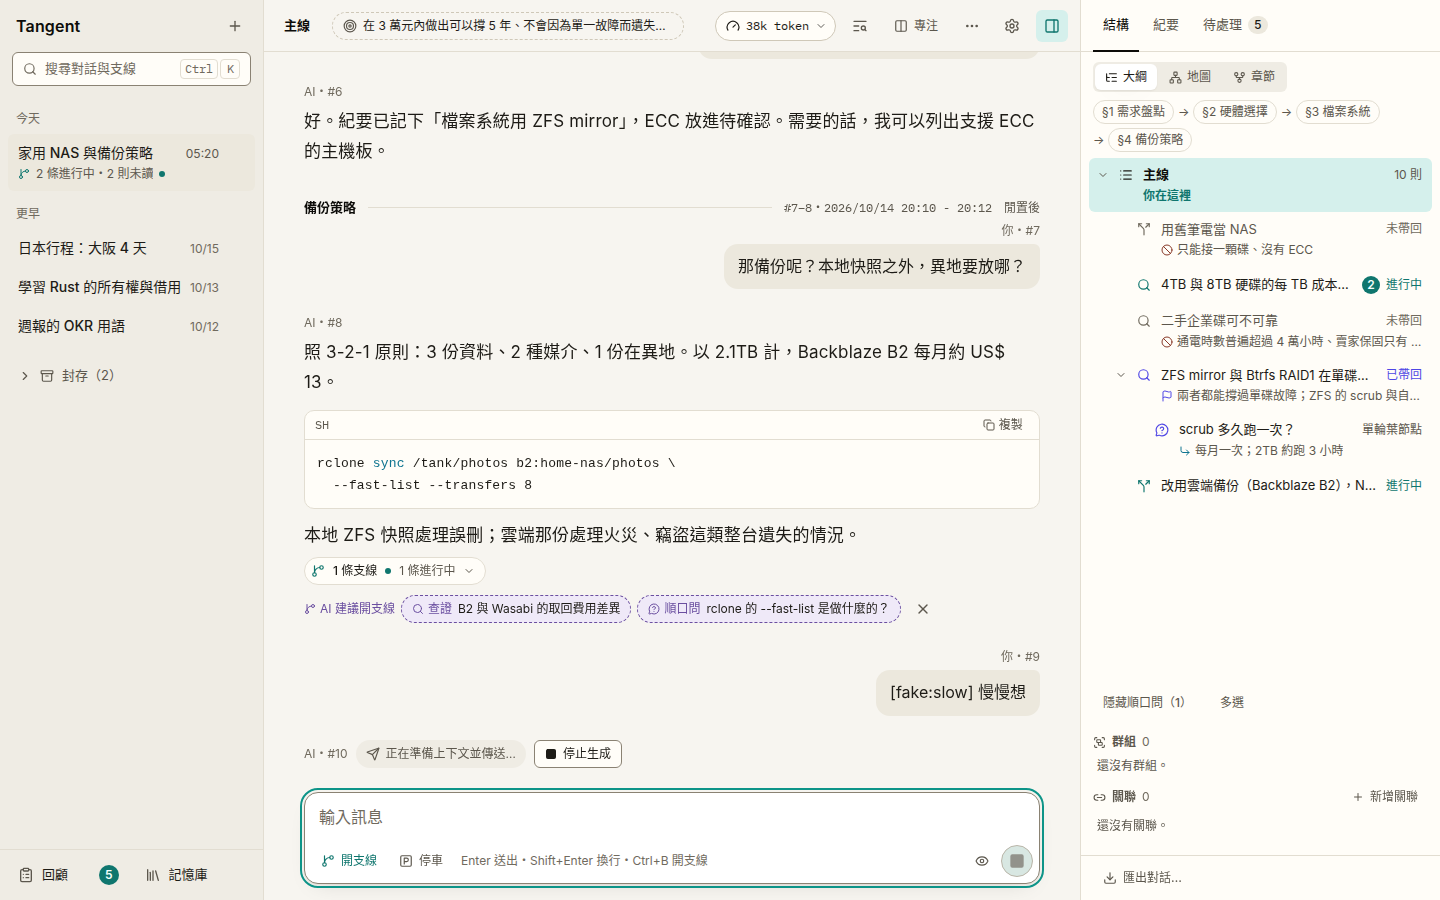 Tangent
搜尋對話與支線
Ctrl K
今天
家用 NAS 與備份策略 05:20
2 條進行中・2 則未讀
更早
日本行程：大阪 4 天 10/15
學習 Rust 的所有權與借用 10/13
週報的 OKR 用語 10/12
封存（2）
回顧 5 記憶庫
主線
在 3 萬元內做出可以撐 5 年、不會因為單一故障而遺失...
38k token
專注
AI・#6
好。紀要已記下「檔案系統用 ZFS mirror」，ECC 放進待確認。需要的話，我可以列出支援 ECC
的主機板。
備份策略 #7–8・2026/10/14 20:10 - 20:12 閒置後
你・#7
那備份呢？本地快照之外，異地要放哪？
AI・#8
照 3-2-1 原則：3 份資料、2 種媒介、1 份在異地。以 2.1TB 計，Backblaze B2 每月約 US$
13。
SH 複製
rclone sync /tank/photos b2:home-nas/photos \
--fast-list --transfers 8
本地 ZFS 快照處理誤刪；雲端那份處理火災、竊盜這類整台遺失的情況。
1 條支線 1 條進行中
AI 建議開支線 查證 B2 與 Wasabi 的取回費用差異 順口問 rclone 的 --fast-list 是做什麼的？
你・#9
[fake:slow] 慢慢想
AI・#10 正在準備上下文並傳送... 停止生成
輸入訊息
開支線 停車 Enter 送出・Shift+Enter 換行・Ctrl+B 開支線
結構 紀要 待處理 5
大綱 地圖 章節
§1 需求盤點 → §2 硬體選擇 → §3 檔案系統
→ §4 備份策略
主線 10 則
你在這裡
用舊筆電當 NAS 未帶回
只能接一顆碟、沒有 ECC
4TB 與 8TB 硬碟的每 TB 成本... 2 進行中
二手企業碟可不可靠 未帶回
通電時數普遍超過 4 萬小時、賣家保固只有 ...
ZFS mirror 與 Btrfs RAID1 在單碟... 已帶回
兩者都能撐過單碟故障；ZFS 的 scrub 與自...
scrub 多久跑一次？ 單輪葉節點
每月一次；2TB 約跑 3 小時
改用雲端備份（Backblaze B2），N... 進行中
隱藏順口問（1） 多選
群組 0
還沒有群組。
關聯 0 新增關聯
還沒有關聯。
匯出對話...